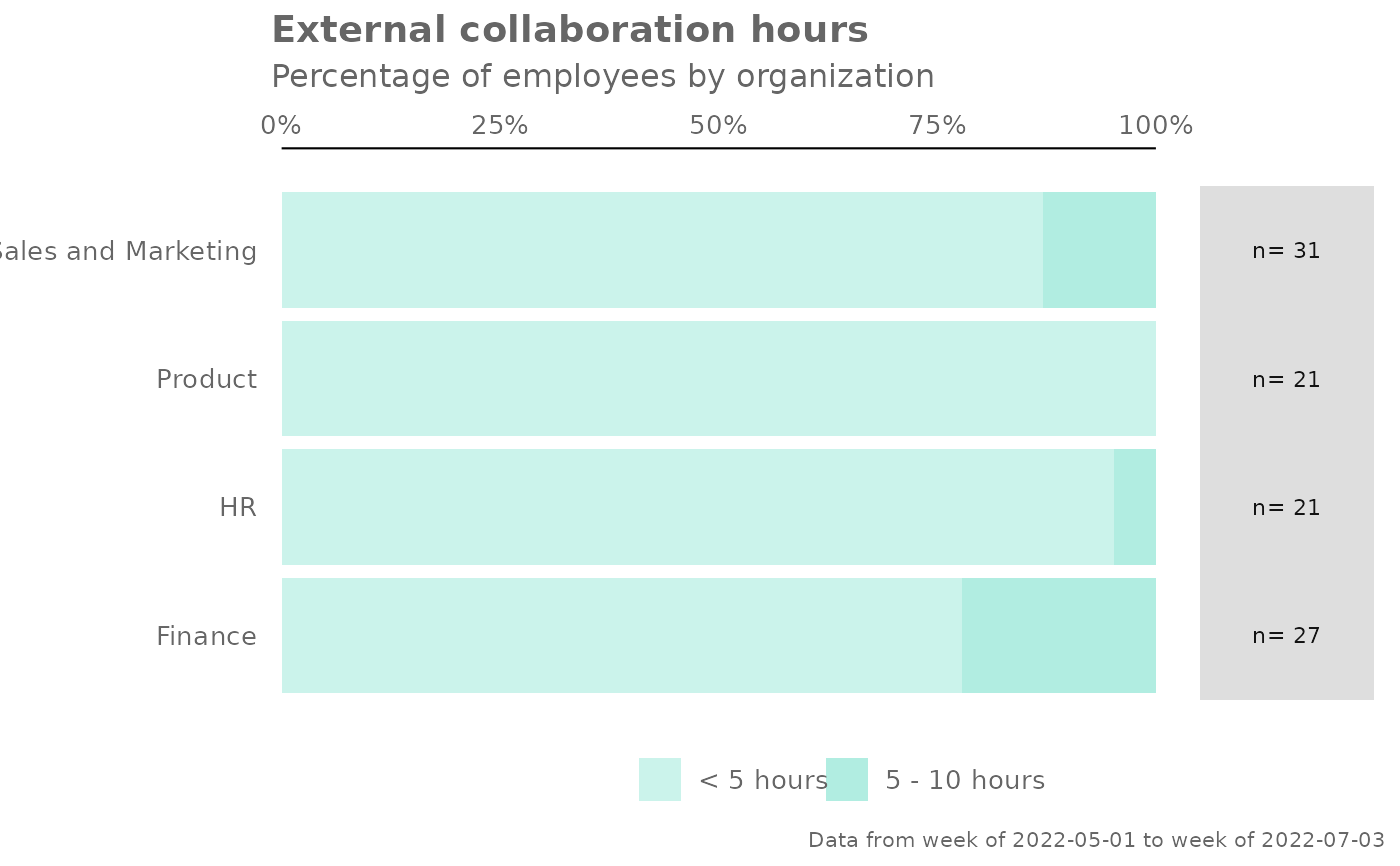 External collaboration hours
Percentage of employees by organization
0% 25% 50% 75% 100%
Sales and Marketing n= 31
Product n= 21
HR n= 21
Finance n= 27
< 5 hours 5 - 10 hours
Data from week of 2022-05-01 to week of 2022-07-03